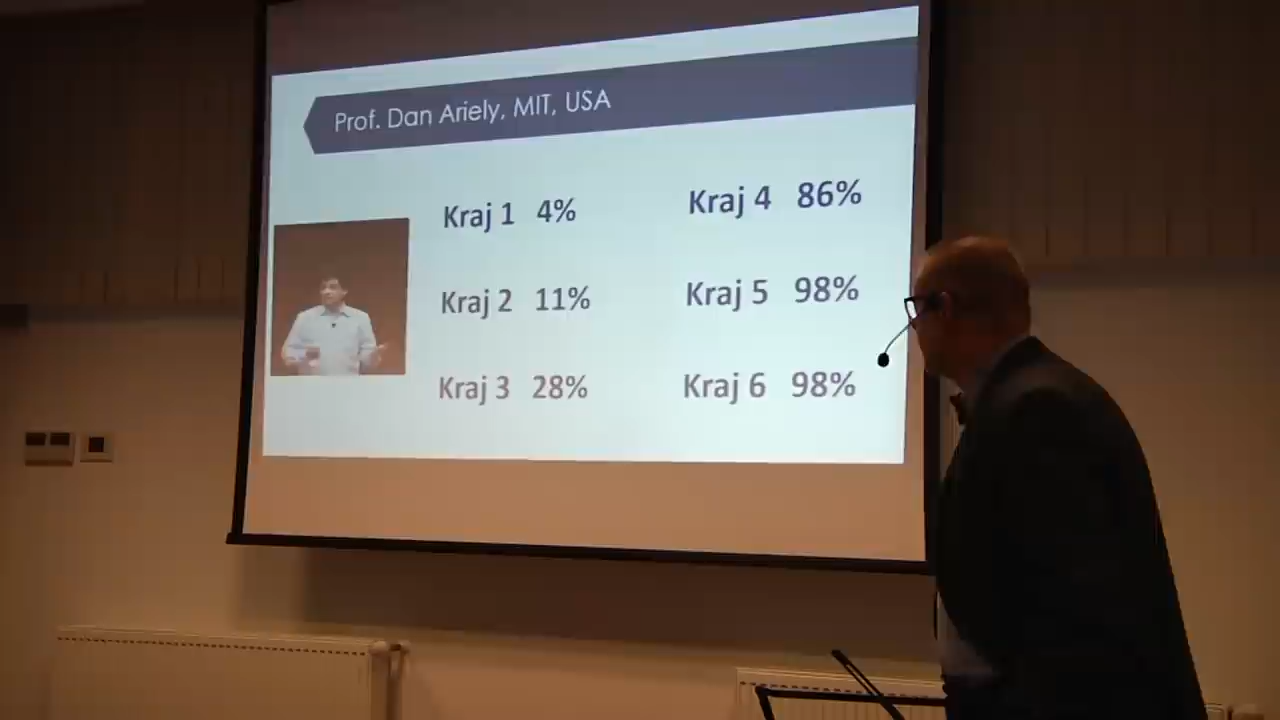 Prof. Dan Ariely, MIT, USA
Kraj 1 4%
Kraj 2 11%
Kraj 3 28%
Kraj 4 86%
Kraj 5 98%
Kraj 6 98%